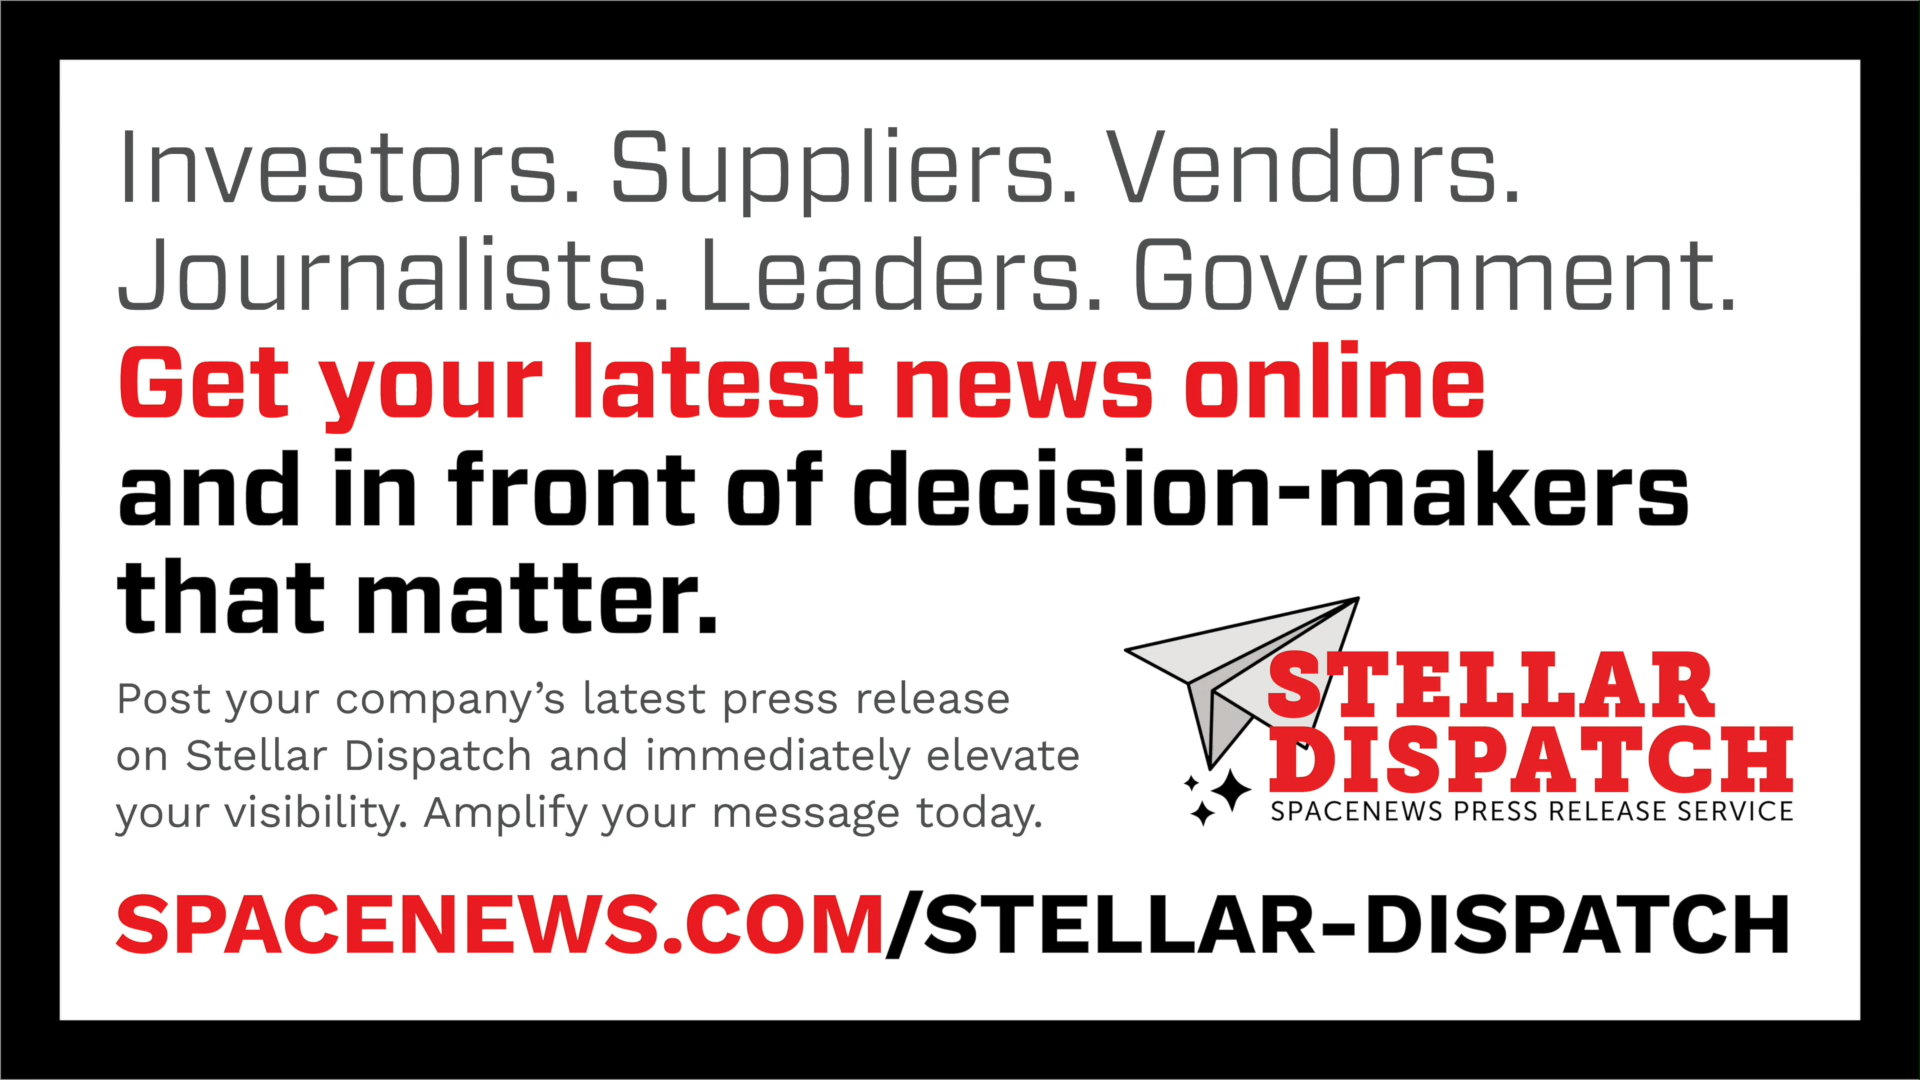 Investors. Suppliers. Vendors.
Journalists. Leaders. Government.
Get your latest news online
and in front of decision-makers
that matter.
Post your company’s latest press release
on Stellar Dispatch and immediately elevate
your visibility. Amplify your message today.
STELLAR
DISPATCH
SPACENEWS PRESS RELEASE SERVICE
SPACENEWS.COM/STELLAR-DISPATCH